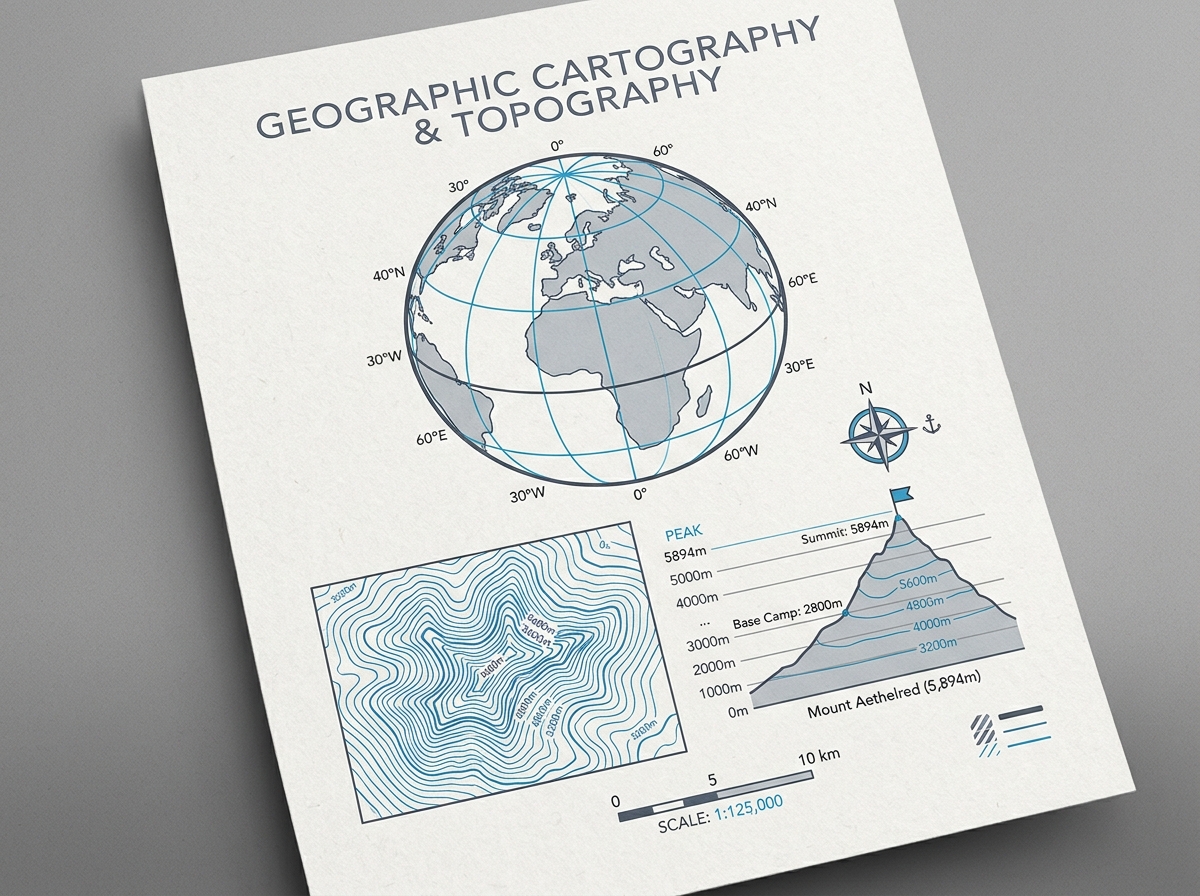 GEOGRAPHIC CARTOGRAPHY
& TOPOGRAPHY
0°
60°
30°
40°N
40°N
60°E
30°W
30°E
60°E
60°W
30°W
0°
N
PEAK
5894m
Summit: 5894m
5000m
4000m
...
Base Camp: 2800m
3000m
2000m
1000m
0m
S600m
4800m
4000m
3200m
Mount Aethelred (5,894m)
0 5 10 km
SCALE: 1:125,000